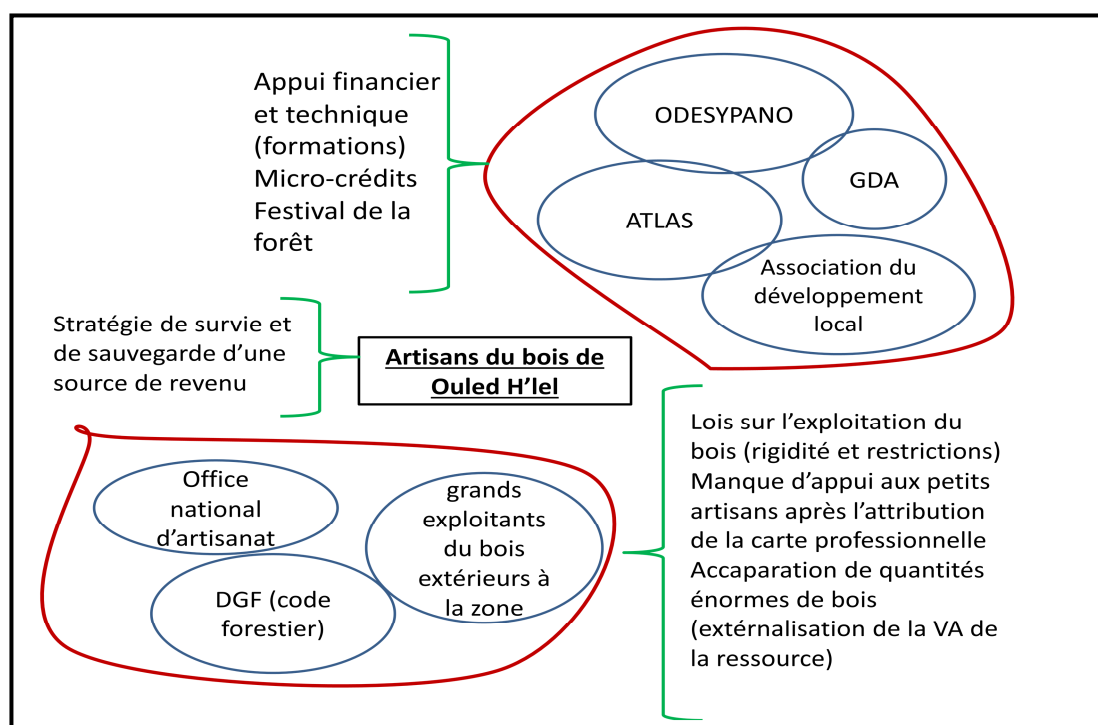 Appui financier
et technique
(formations)
Micro-crédits
Festival de la
forêt
ODESYPANO
GDA
ATLAS
Association du
développement
local
Stratégie de survie et
de sauvegarde d’une
source de revenu
Artisans du bois de
Ouled H’lel
Office
national
d’artisanat
grands
exploitants
du bois
extérieurs à
la zone
DGF (code
forestier)
Lois sur l’exploitation du
bois (rigidité et restrictions)
Manque d’appui aux petits
artisans après l’attribution
de la carte professionnelle
Accaparation de quantités
énormes de bois
(extérnalisation de la VA de
la ressource)